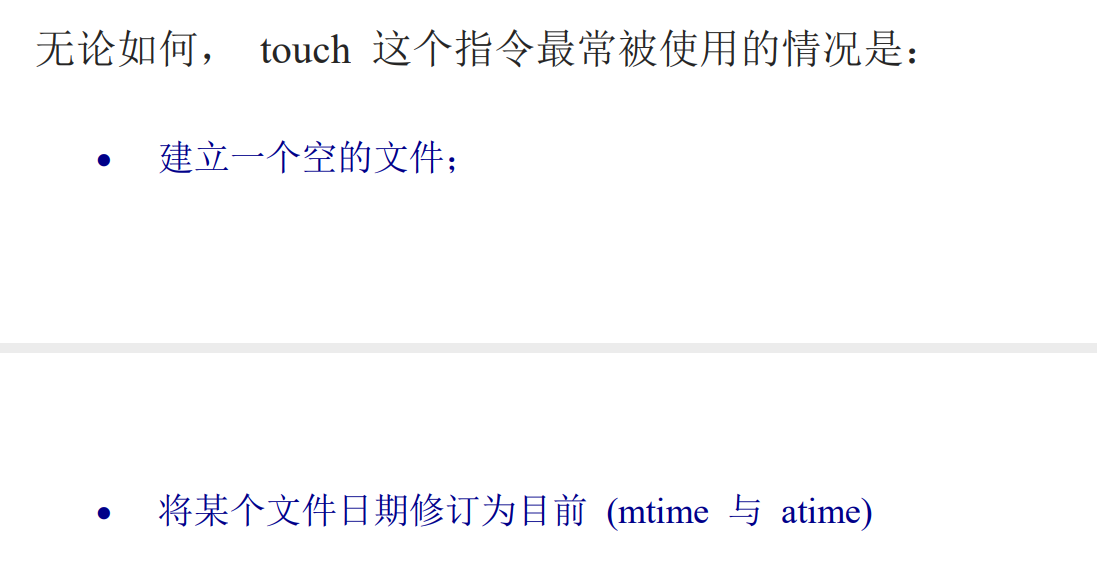 无论如何， touch 这个指令最常被使用的情况是：
• 建立一个空的文件；
• 将某个文件日期修订为目前 (mtime 与 atime)